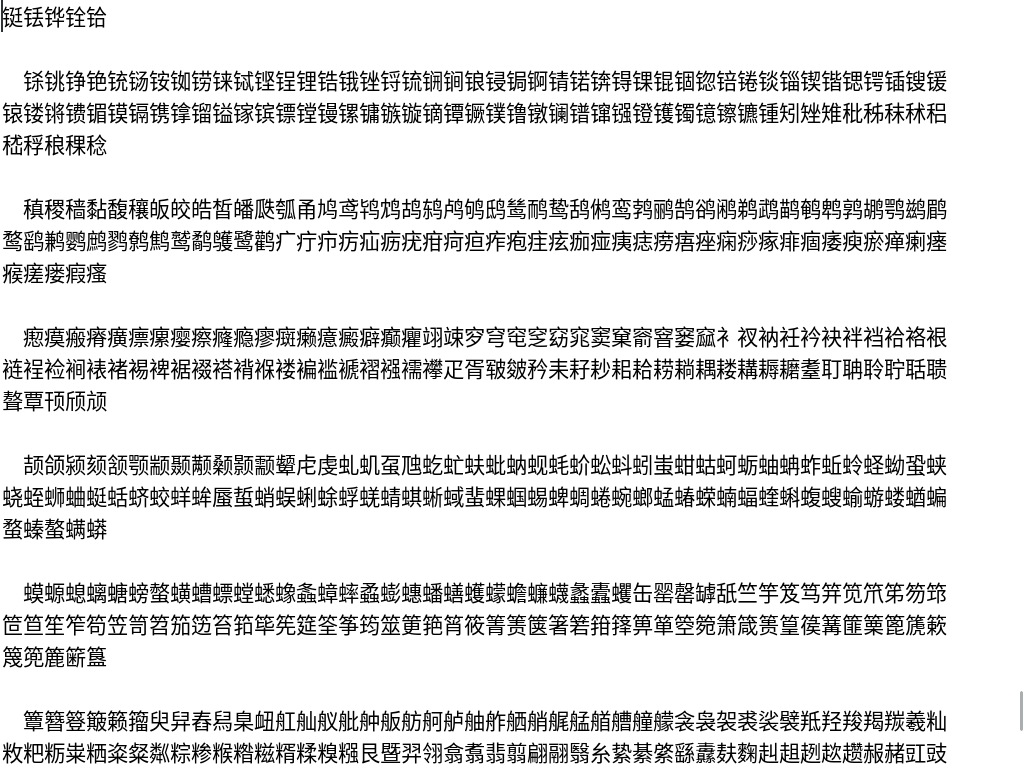 铤铥铧铨铪
铩铫铮铯铳铴铵铷铹铼铽铿锃锂锆锇锉锊锍锎锏锒锓锔锕锖锘锛锝锞锟锢锪锫锩锬锱锲锴锶锷锸锼锾
锿镂锵镄镅镆镉镌镎镏镒镓镔镖镗镘镙镛镞镟镝镡镢镤镥镦镧镨镩镪镫镬镯镱镲镳锺矧矬雉秕秭秣秫稆
嵇稃稂稞稔
稹稷穑黏馥穰皈皎皓皙皤瓞瓠甬鸠鸢鸨鸩鸪鸫鸬鸲鸱鸶鸸鸷鸹鸺鸾鹁鹂鹄鹆鹇鹈鹉鹋鹌鹎鹑鹕鹗鹚鹛
鹜鹞鹣鹦鹧鹨鹩鹪鹫鹬鹱鹭鹳疒疔疖疠疝疬疣疳疴疸痄疱疰痃痂痖痍痣痨痦痤痫痧瘃痱痼痿瘐瘀瘅瘌瘗
瘊瘥瘘瘕瘙
瘛瘼瘢瘠癀瘭瘰瘿瘵癃瘾瘳癍癞癔癜癖癫癯翊竦穸穹窀窆窈窕窦窠窬窨窭窳衤衩衲衽衿袂袢裆袷袼裉
裢裎裣裥裱褚裼裨裾裰褡褙褓褛褊褴褫褶襁襦襻疋胥皲皴矜耒耔耖耜耠耢耥耦耧耩耨耱耋耵聃聆聍聒聩
聱覃顸颀颃
颉颌颍颏颔颚颛颞颟颡颢颥颦虍虔虬虮虿虺虼虻蚨蚍蚋蚬蚝蚧蚣蚪蚓蚩蚶蛄蚵蛎蚰蚺蚱蚯蛉蛏蚴蛩蛱
蛲蛭蛳蛐蜓蛞蛴蛟蛘蛑蜃蜇蛸蜈蜊蜍蜉蜣蜻蜞蜥蜮蜚蜾蝈蜴蜱蜩蜷蜿螂蜢蝽蝾蝻蝠蝰蝌蝮螋蝓蝣蝼蝤蝙
蝥螓螯螨蟒
蟆螈螅螭螗螃螫蟥螬螵螳蟋蟓螽蟑蟀蟊蟛蟪蟠蟮蠖蠓蟾蠊蠛蠡蠹蠼缶罂罄罅舐竺竽笈笃笄笕笊笫笏筇
笸笪笙笮笱笠笥笤笳笾笞筘筚筅筵筌筝筠筮筻筢筲筱箐箦箧箸箬箝箨箅箪箜箢箫箴篑篁篌篝篚篥篦篪簌
篾篼簏簖簋
簟簪簦簸籁籀臾舁舂舄臬衄舡舢舣舭舯舨舫舸舻舳舴舾艄艉艋艏艚艟艨衾袅袈裘裟襞羝羟羧羯羰羲籼
敉粑粝粜粞粢粲粼粽糁糇糌糍糈糅糗糨艮暨羿翎翕翥翡翦翩翮翳糸絷綦綮繇纛麸麴赳趄趔趑趱赧赭豇豉